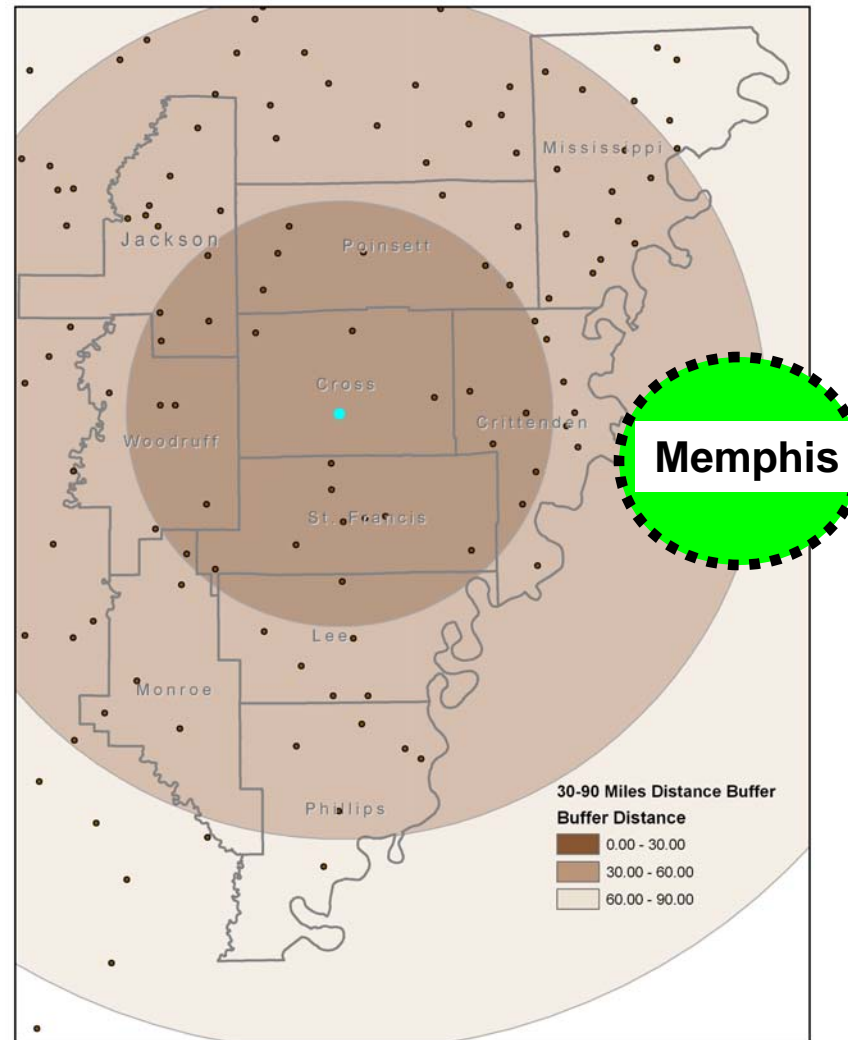 Mississippi
Jackson
Poinsett
Cross
Crittenden
Woodruff
Memphis
St. Francis
Lee
Monroe
30-90 Miles Distance Buffer
Buffer Distance
Phillips
0.00 - 30.00
30.00 - 60.00
60.00 - 90.00